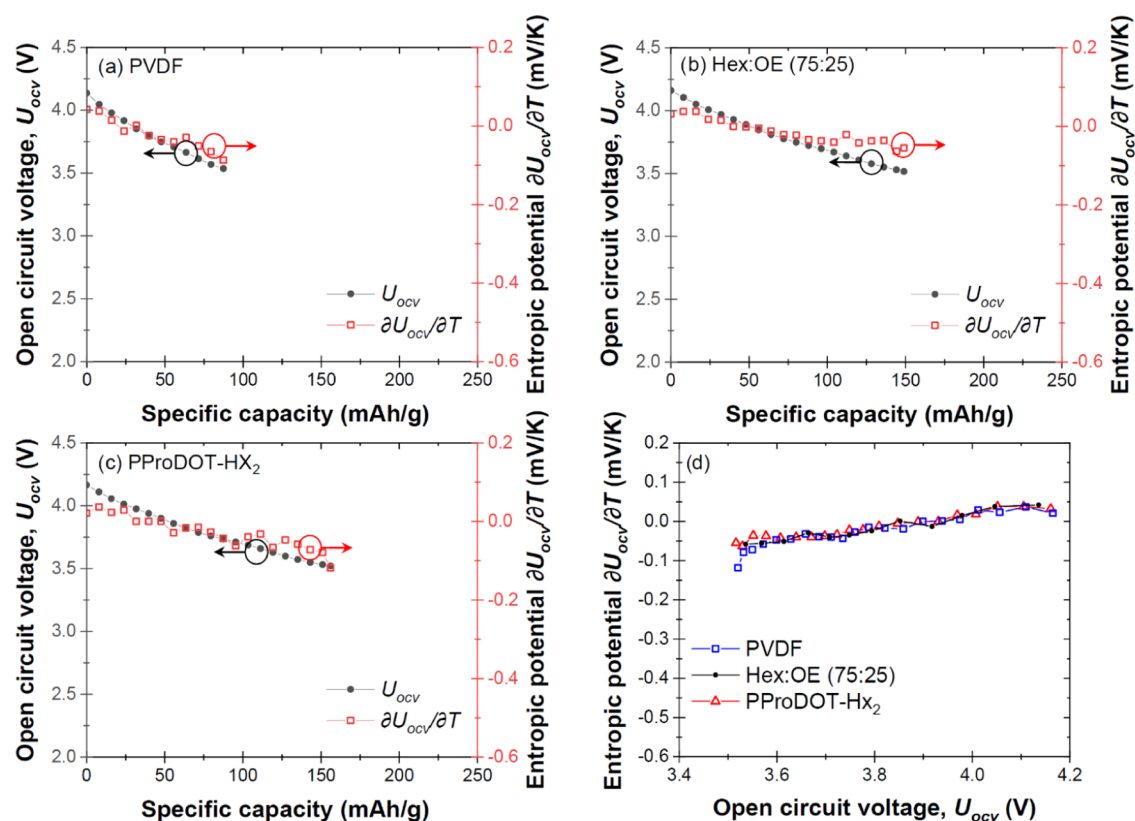 (a) PVDF
Open circuit voltage, Uocv (V)
4.5
4.0
3.5
3.0
2.5
2.0
0 50 100 150 200 250
Specific capacity (mAh/g)
0.2
0.0
-0.2
-0.4
-0.6
Entropic potential ∂Uocv/∂T (mV/K)
Uocv
∂Uocv/∂T
(b) Hex:OE (75:25)
Open circuit voltage, Uocv (V)
4.5
4.0
3.5
3.0
2.5
2.0
0 50 100 150 200 250
Specific capacity (mAh/g)
0.2
0.0
-0.2
-0.4
-0.6
Entropic potential ∂Uocv/∂T (mV/K)
Uocv
∂Uocv/∂T
(c) PProDOT-HX₂
Open circuit voltage, Uocv (V)
4.5
4.0
3.5
3.0
2.5
2.0
0 50 100 150 200 250
Specific capacity (mAh/g)
0.2
0.0
-0.2
-0.4
-0.6
Entropic potential ∂Uocv/∂T (mV/K)
Uocv
∂Uocv/∂T
(d)
Entropic potential ∂Uocv/∂T (mV/K)
0.2
0.1
0.0
-0.1
-0.2
-0.3
-0.4
-0.5
-0.6
PVDF
Hex:OE (75:25)
PProDOT-Hx₂
3.4 3.6 3.8 4.0 4.2
Open circuit voltage, Uocv (V)